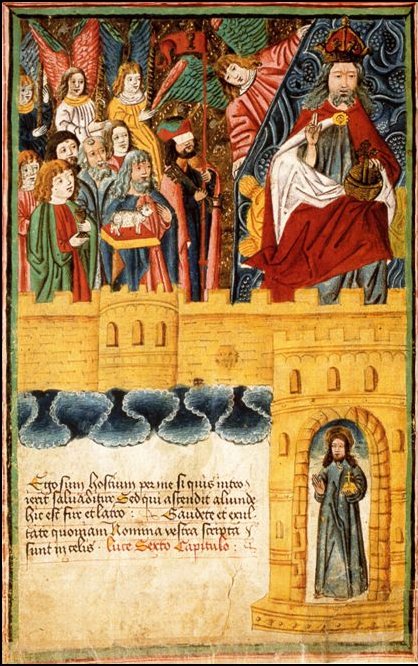 Ego sum hostium per me si quis intro
ierit saluabitur Sed qui ascendit aliunde
hic est fur et latro : Gaudete et exul
tate quoniam Nomina vestra scripta
sunt in celis : luce Sexto Capitulo :